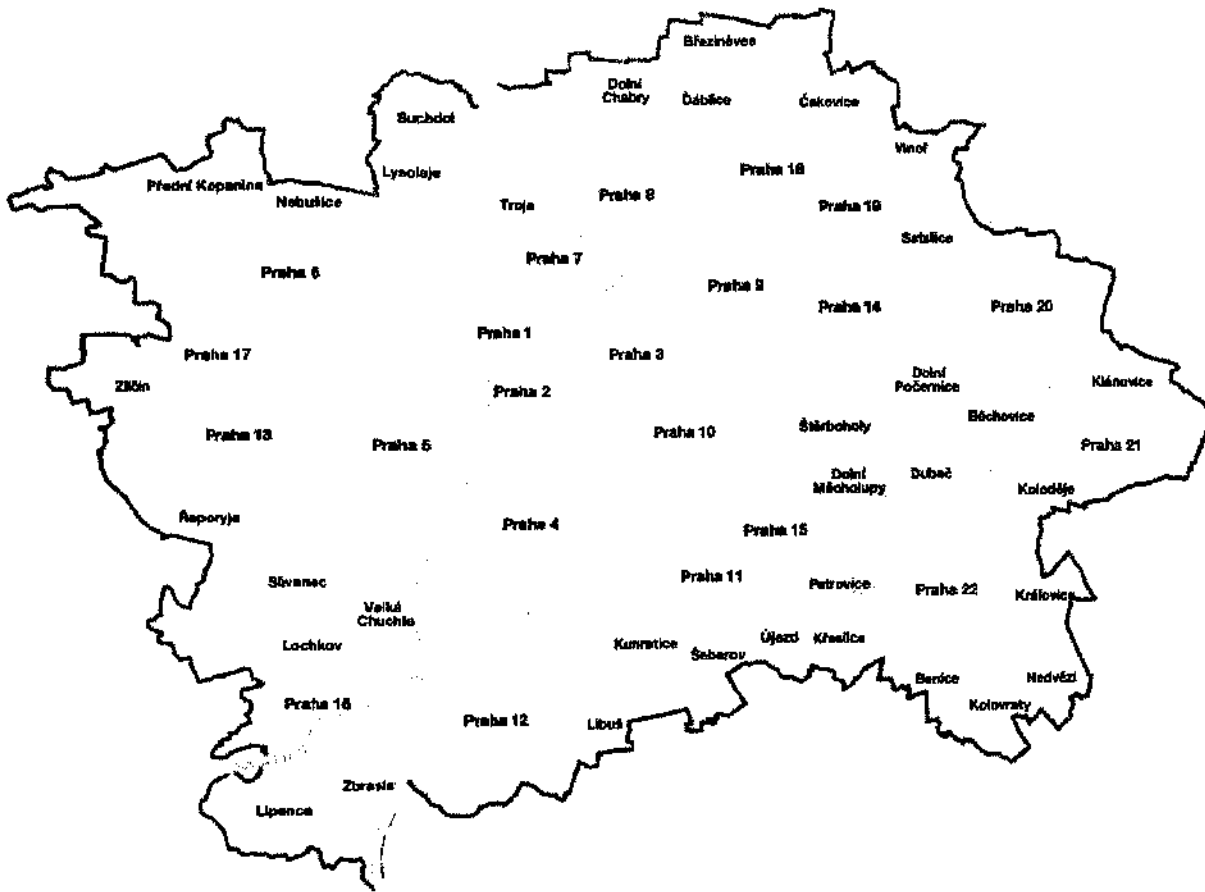 Březiněves
Dolní
Chabry
Ďáblice
Čakovice
Suchdol
Vinoř
Lysolaje
Praha 18
Přední Kopanina
Nebušice
Praha 8
Troja
Praha 19
Satalice
Praha 7
Praha 6
Praha 9
Praha 14
Praha 20
Praha 1
Praha 17
Praha 3
Dolní
Počernice
Klánovice
Zličín
Praha 2
Běchovice
Štěrboholy
Praha 13
Praha 5
Praha 10
Praha 21
Dolní
Měcholupy
Dubeč
Koloděje
Řeporyje
Praha 4
Praha 15
Praha 11
Slivenec
Petrovice
Praha 22
Královice
Velká
Chuchle
Lochkov
Kunratice
Šeberov
Újezd
Křeslice
Benice
Nedvězí
Kolovraty
Praha 16
Praha 12
Libuš
Zbraslav
Lipence